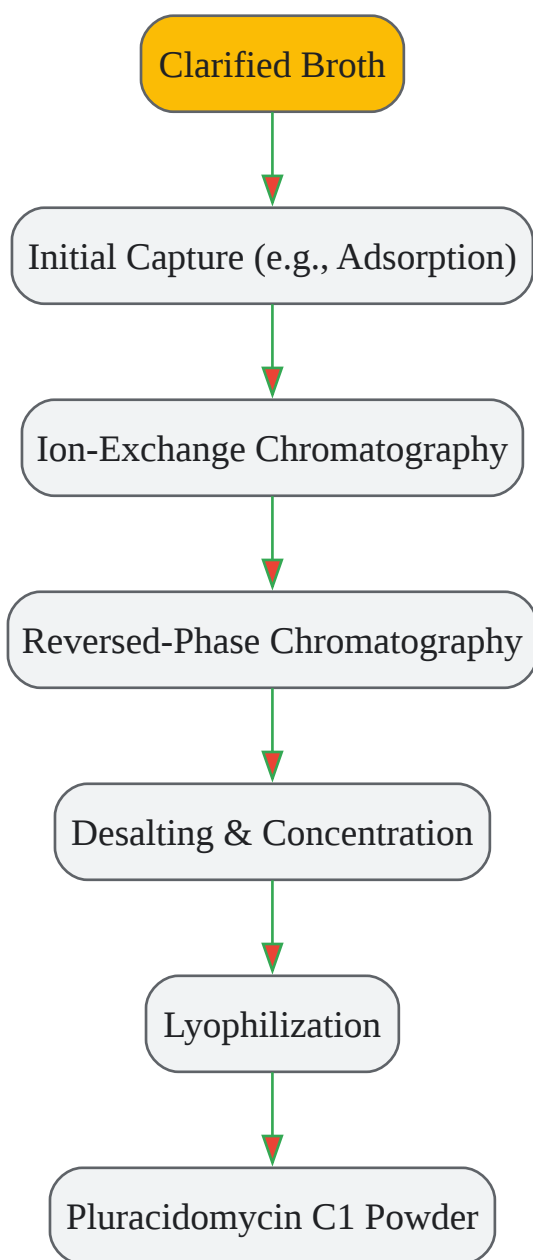 Clarified Broth
Initial Capture (e.g., Adsorption)
Ion-Exchange Chromatography
Reversed-Phase Chromatography
Desalting & Concentration
Lyophilization
Pluracidomycin C1 Powder